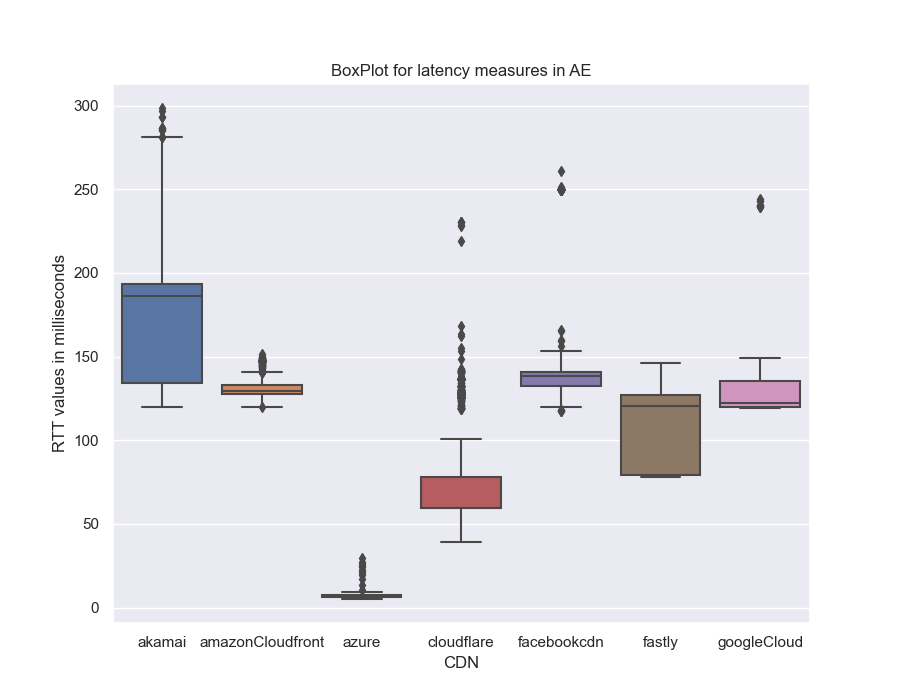 BoxPlot for latency measures in AE
RTT values in milliseconds
300
250
200
150
100
50
0
akamai amazonCloudfront azure cloudflare facebookcdn fastly googleCloud
CDN